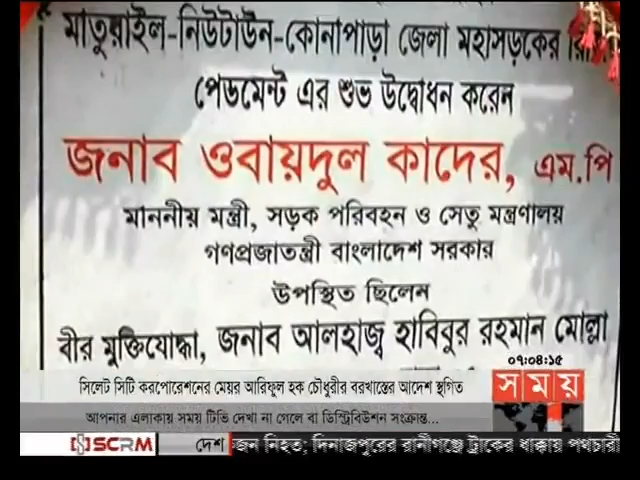 মাতুয়াইল-নিউটাউন-কোনাপাড়া জেলা মহাসড়কের
পেভমেন্ট এর শুভ উদ্বোধন করেন
জনাব ওবায়দুল কাদের, এম.পি
মাননীয় মন্ত্রী, সড়ক পরিবহন ও সেতু মন্ত্রণালয়
গণপ্রজাতন্ত্রী বাংলাদেশ সরকার
উপস্থিত ছিলেন
বীর মুক্তিযোদ্ধা, জনাব আলহাজ্ব হাবিবুর রহমান মোল্লা
০৭:০৪:১৫
সিলেট সিটি করপোরেশনের মেয়র আরিফুল হক চৌধুরীর বরখাস্তের আদেশ স্থগিত
সময়
আপনার এলাকায় সময় টিভি দেখা না গেলে বা ডিস্ট্রিবিউশন সংক্রান্ত...
SCRM
দেশ
জন নিহত; দিনাজপুরের রানীগঞ্জে ট্রাকের ধাক্কায় পথচারী